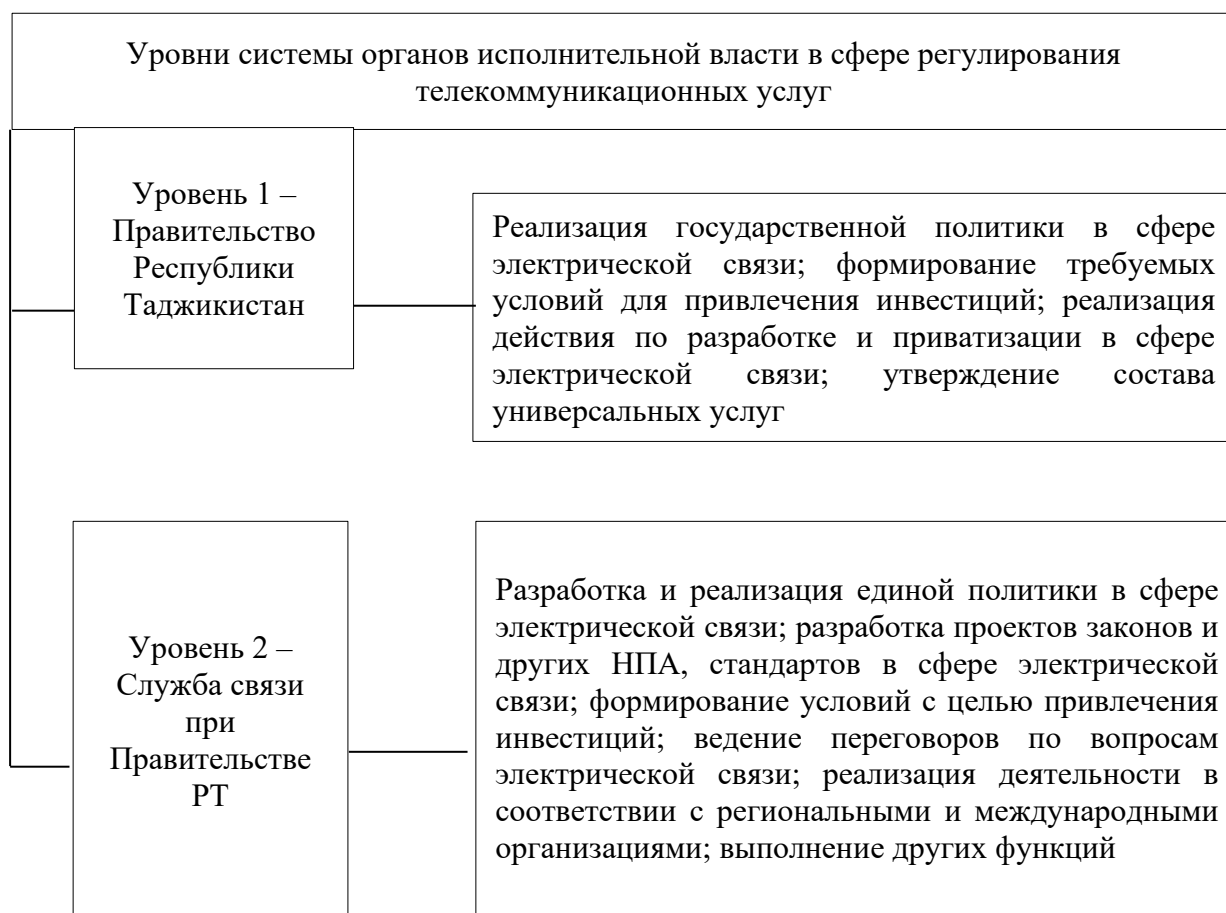 Уровни системы органов исполнительной власти в сфере регулирования
телекоммуникационных услуг
Уровень 1 –
Правительство
Республики
Таджикистан
Реализация государственной политики в сфере
электрической связи; формирование требуемых
условий для привлечения инвестиций; реализация
действия по разработке и приватизации в сфере
электрической связи; утверждение состава
универсальных услуг
Уровень 2 –
Служба связи
при
Правительстве
РТ
Разработка и реализация единой политики в сфере
электрической связи; разработка проектов законов и
других НПА, стандартов в сфере электрической
связи; формирование условий с целью привлечения
инвестиций; ведение переговоров по вопросам
электрической связи; реализация деятельности в
соответствии с региональными и международными
организациями; выполнение других функций